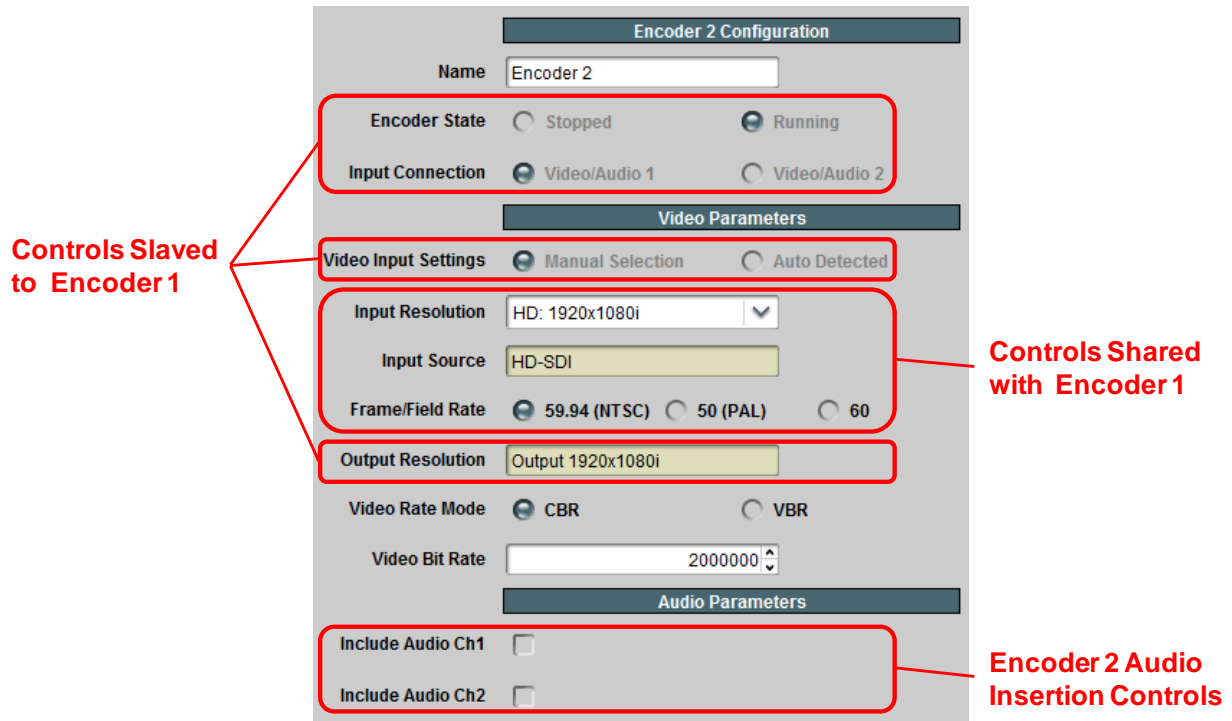 Encoder 2 Configuration
Name Encoder 2
Encoder State Stopped Running
Input Connection Video/Audio 1 Video/Audio 2
Video Parameters
Controls Slaved
to Encoder 1
Video Input Settings Manual Selection Auto Detected
Input Resolution HD: 1920x1080i
Input Source HD-SDI
Controls Shared
with Encoder 1
Frame/Field Rate 59.94 (NTSC) 50 (PAL) 60
Output Resolution Output 1920x1080i
Video Rate Mode CBR VBR
Video Bit Rate 2000000
Audio Parameters
Include Audio Ch1
Include Audio Ch2
Encoder 2 Audio
Insertion Controls